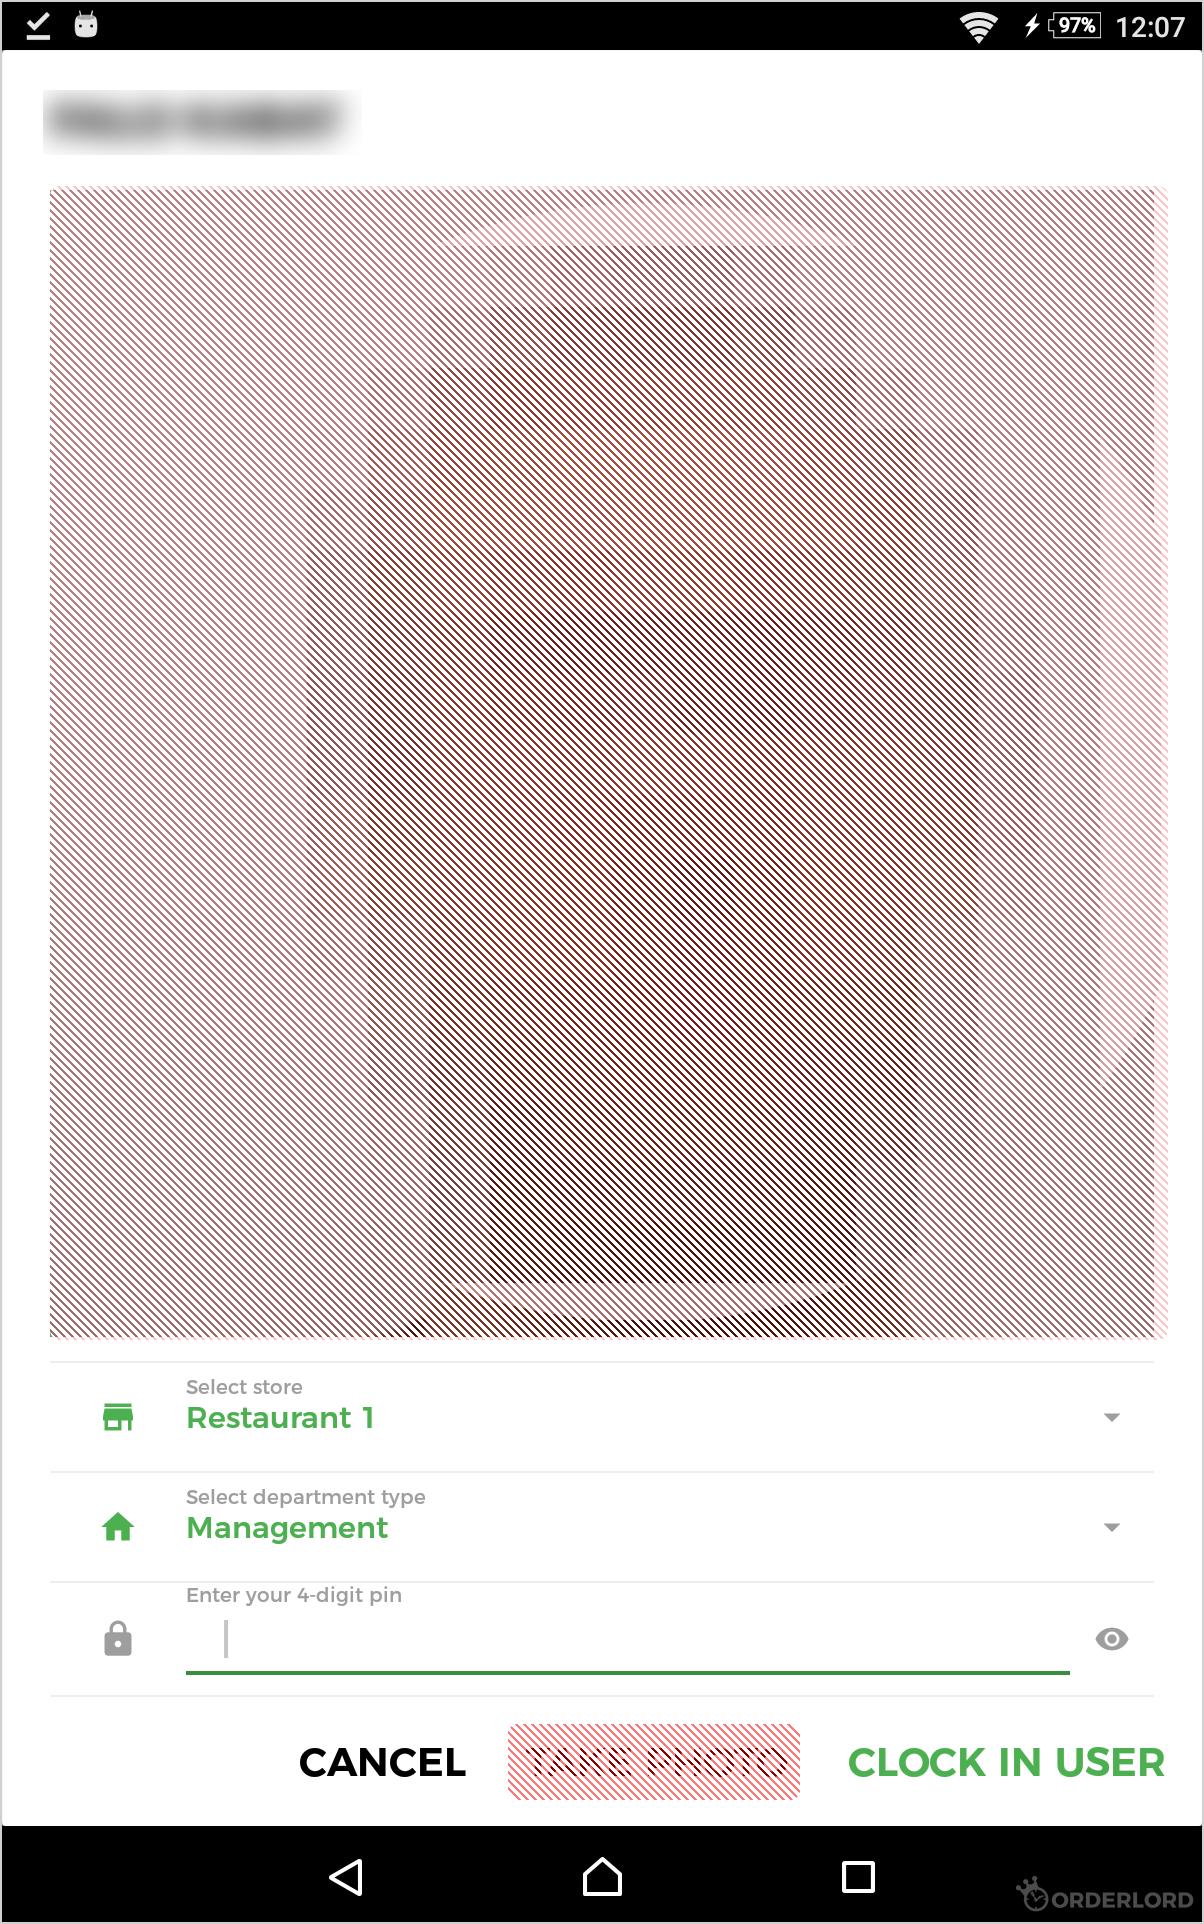 97% 12:07
Select store
Restaurant 1
Select department type
Management
Enter your 4-digit pin
CANCEL TAKE PHOTO CLOCK IN USER
ORDERLORD